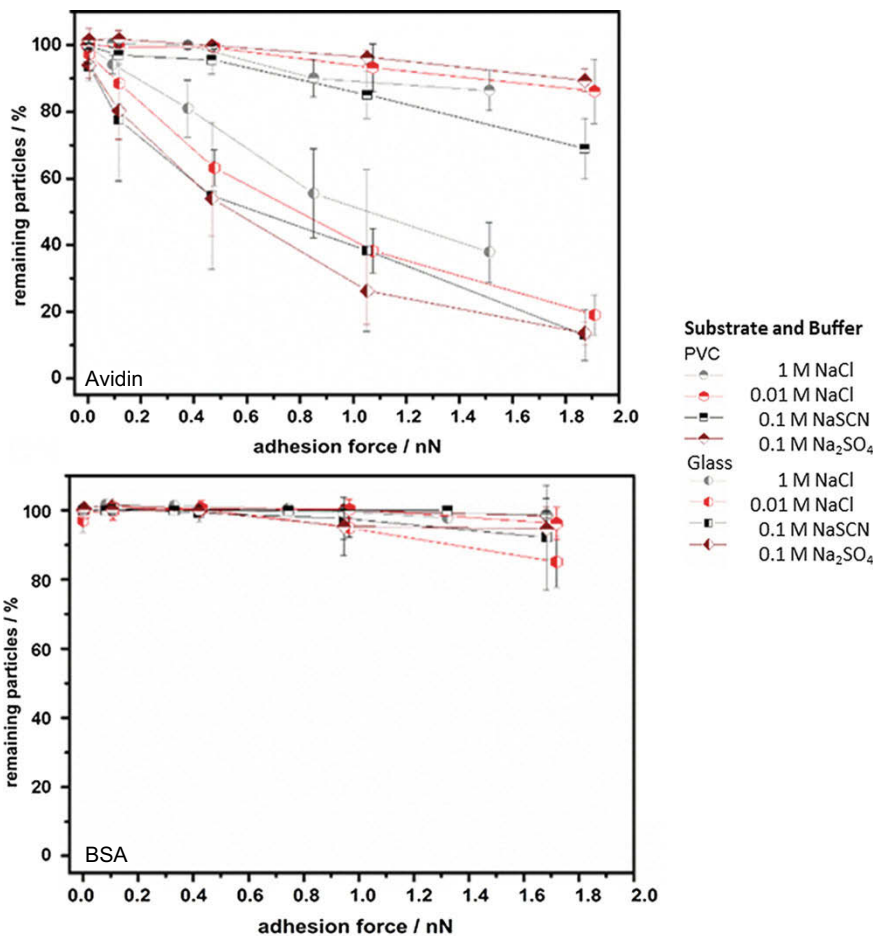 100
80
60
40
20
0
remaining particles / %
Avidin
0.0 0.2 0.4 0.6 0.8 1.0 1.2 1.4 1.6 1.8 2.0
adhesion force / nN
100
80
60
40
20
0
remaining particles / %
BSA
0.0 0.2 0.4 0.6 0.8 1.0 1.2 1.4 1.6 1.8 2.0
adhesion force / nN
Substrate and Buffer
PVC
1 M NaCl
0.01 M NaCl
0.1 M NaSCN
0.1 M Na₂SO₄
Glass
1 M NaCl
0.01 M NaCl
0.1 M NaSCN
0.1 M Na₂SO₄